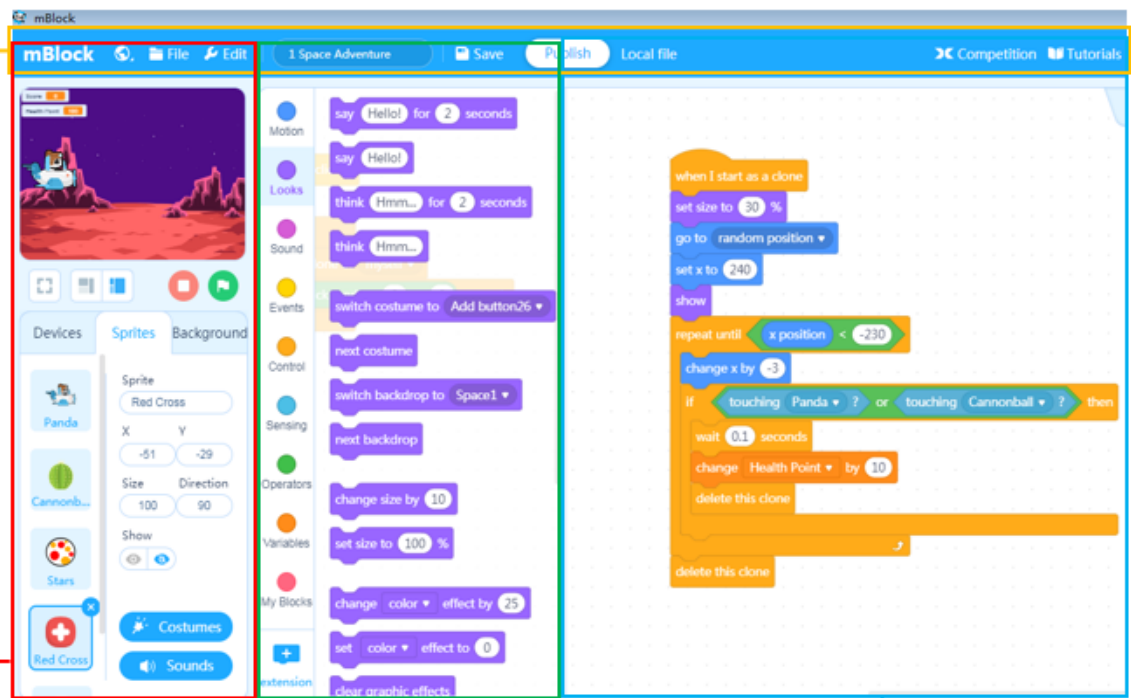 mBlock
mBlock File Edit 1 Space Adventure Save Publish Local file Competition Tutorials
Score
Health Point
Devices Sprites Background
Panda
Cannonb...
Stars
Red Cross
Sprite
Red Cross
X Y
-51 -29
Size Direction
100 90
Show
Costumes
Sounds
Motion
Looks
Sound
Events
Control
Sensing
Operators
Variables
My Blocks
extension
say Hello! for 2 seconds
say Hello!
think Hmm... for 2 seconds
think Hmm...
switch costume to Add button26
next costume
switch backdrop to Space1
next backdrop
change size by 10
set size to 100 %
change color effect by 25
set color effect to 0
clear graphic effects
when I start as a clone
set size to 30 %
go to random position
set x to 240
show
repeat until x position < -230
change x by -3
if touching Panda ? or touching Cannonball ? then
wait 0.1 seconds
change Health Point by 10
delete this clone
delete this clone